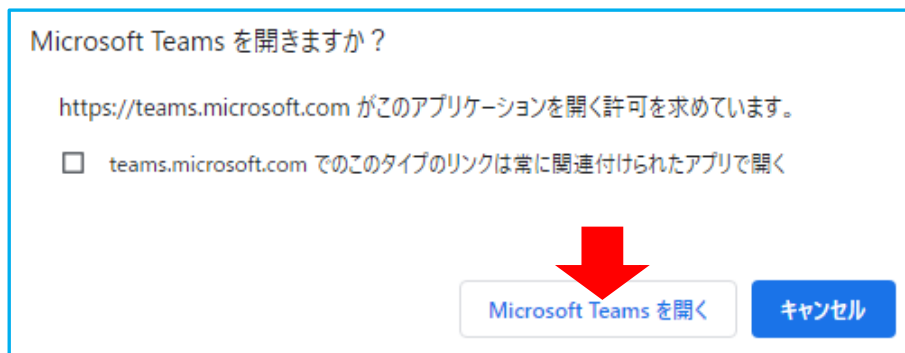 Microsoft Teams を開きますか？
https://teams.microsoft.com がこのアプリケーションを開く許可を求めています。
teams.microsoft.com でのこのタイプのリンクは常に関連付けられたアプリで開く
Microsoft Teams を開く
キャンセル